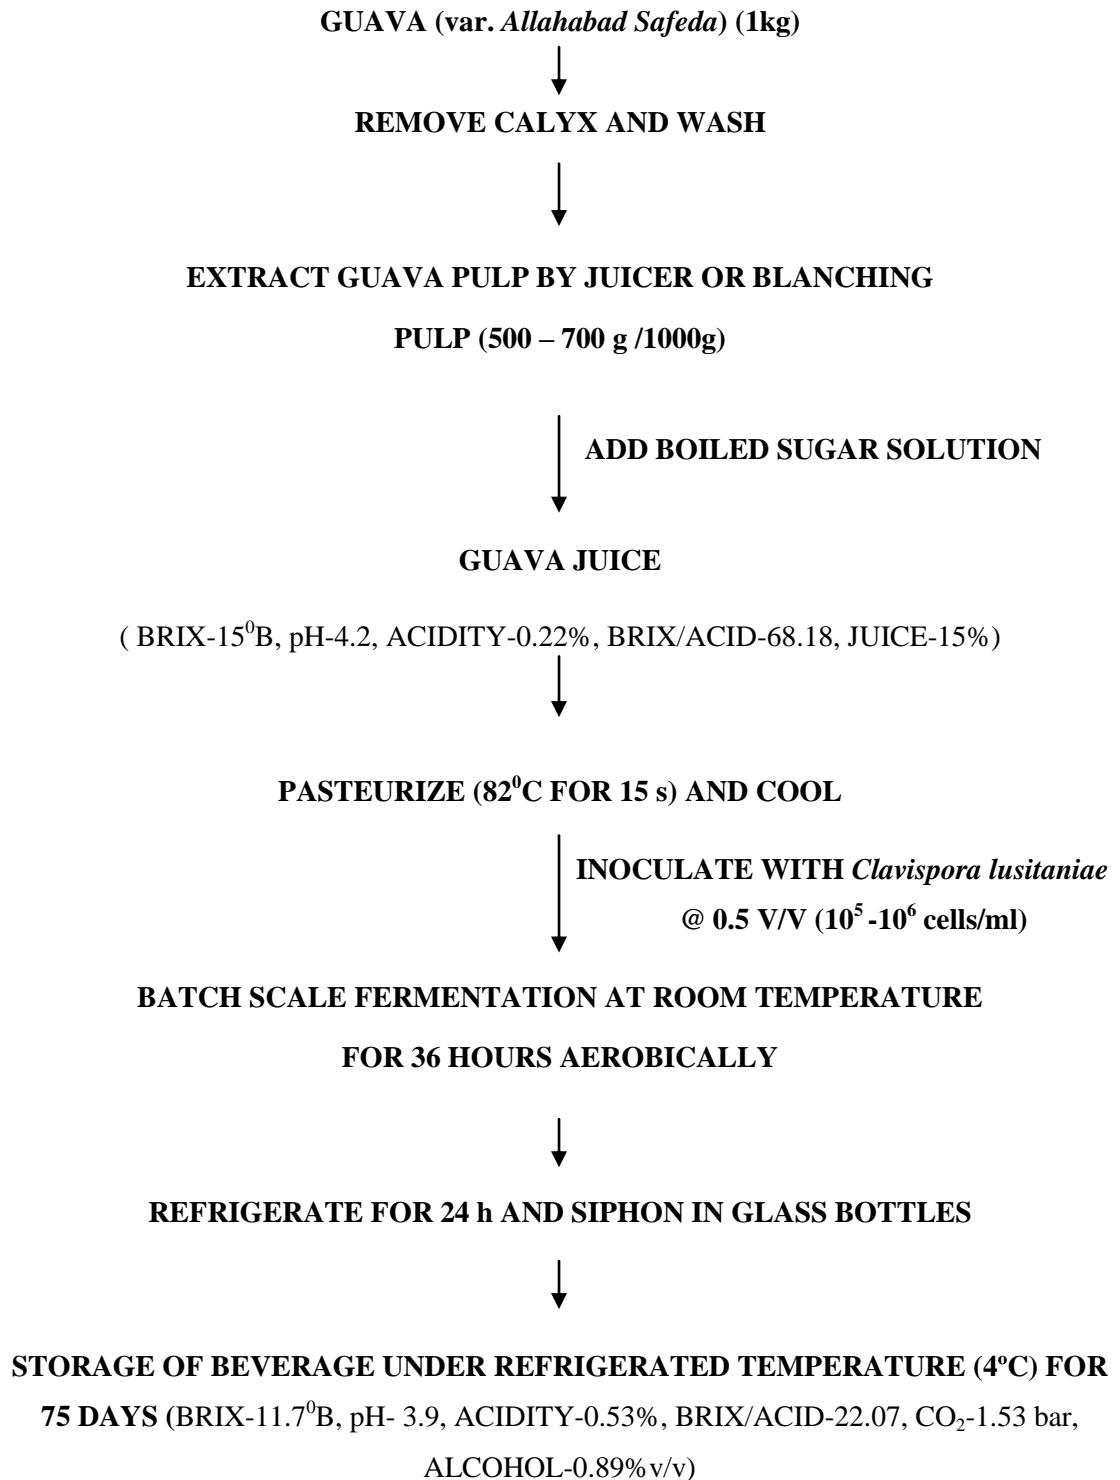 GUAVA (var. Allahabad Safeda) (1kg)
REMOVE CALYX AND WASH
EXTRACT GUAVA PULP BY JUICER OR BLANCHING
PULP (500 – 700 g /1000g)
ADD BOILED SUGAR SOLUTION
GUAVA JUICE
( BRIX-15⁰B, pH-4.2, ACIDITY-0.22%, BRIX/ACID-68.18, JUICE-15%)
PASTEURIZE (82⁰C FOR 15 s) AND COOL
INOCULATE WITH Clavispora lusitaniae
@ 0.5 V/V (10⁵ -10⁶ cells/ml)
BATCH SCALE FERMENTATION AT ROOM TEMPERATURE
FOR 36 HOURS AEROBICALLY
REFRIGERATE FOR 24 h AND SIPHON IN GLASS BOTTLES
STORAGE OF BEVERAGE UNDER REFRIGERATED TEMPERATURE (4ºC) FOR
75 DAYS (BRIX-11.7⁰B, pH- 3.9, ACIDITY-0.53%, BRIX/ACID-22.07, CO₂-1.53 bar,
ALCOHOL-0.89%v/v)